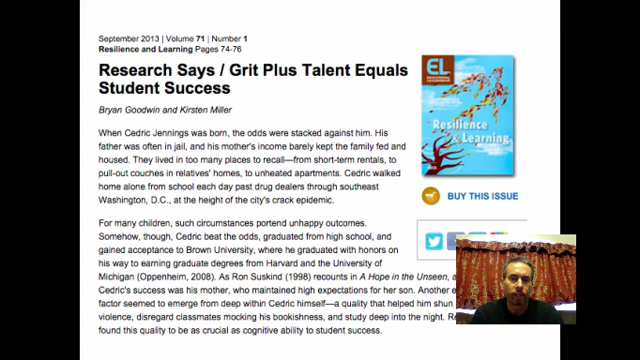 September 2013 | Volume 71 | Number 1
Resilience and Learning Pages 74-76
Research Says / Grit Plus Talent Equals
Student Success
Bryan Goodwin and Kirsten Miller
When Cedric Jennings was born, the odds were stacked against him. His
father was often in jail, and his mother's income barely kept the family fed and
housed. They lived in too many places to recall—from short-term rentals, to
pull-out couches in relatives' homes, to unheated apartments. Cedric walked
home alone from school each day past drug dealers through southeast
Washington, D.C., at the height of the city's crack epidemic.
For many children, such circumstances portend unhappy outcomes.
Somehow, though, Cedric beat the odds, graduated from high school, and
gained acceptance to Brown University, where he graduated with honors on
his way to earning graduate degrees from Harvard and the University of
Michigan (Oppenheim, 2008). As Ron Suskind (1998) recounts in A Hope in the Unseen, a
Cedric's success was his mother, who maintained high expectations for her son. Another e
factor seemed to emerge from deep within Cedric himself—a quality that helped him shun
violence, disregard classmates mocking his bookishness, and study deep into the night. Re
found this quality to be as crucial as cognitive ability to student success.
EL
Resilience
& Learning
BUY THIS ISSUE